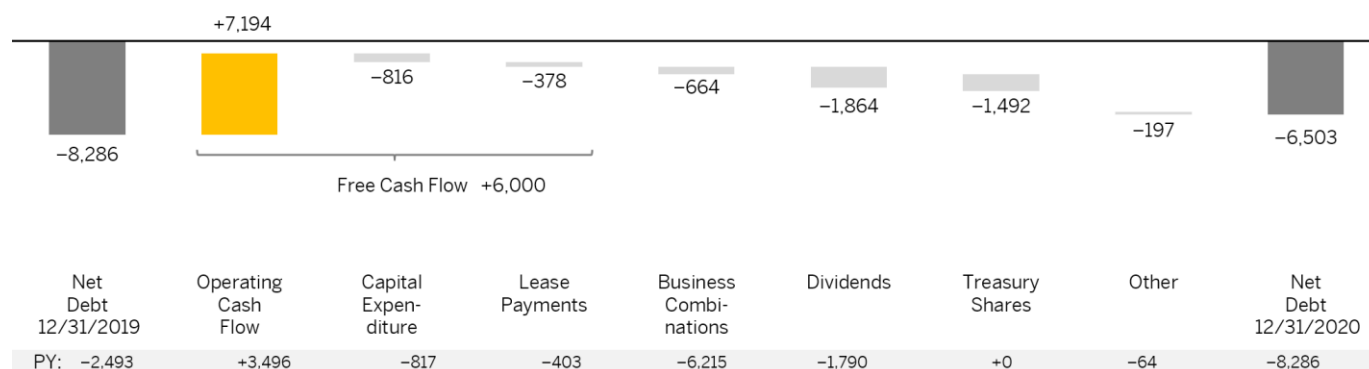 +7,194
−816
−378
−664
−1,864
−1,492
−197
−8,286
−6,503
Free Cash Flow +6,000
Net
Debt
12/31/2019
Operating
Cash
Flow
Capital
Expen-
diture
Lease
Payments
Business
Combi-
nations
Dividends
Treasury
Shares
Other
Net
Debt
12/31/2020
PY: −2,493 +3,496 −817 −403 −6,215 −1,790 +0 −64 −8,286